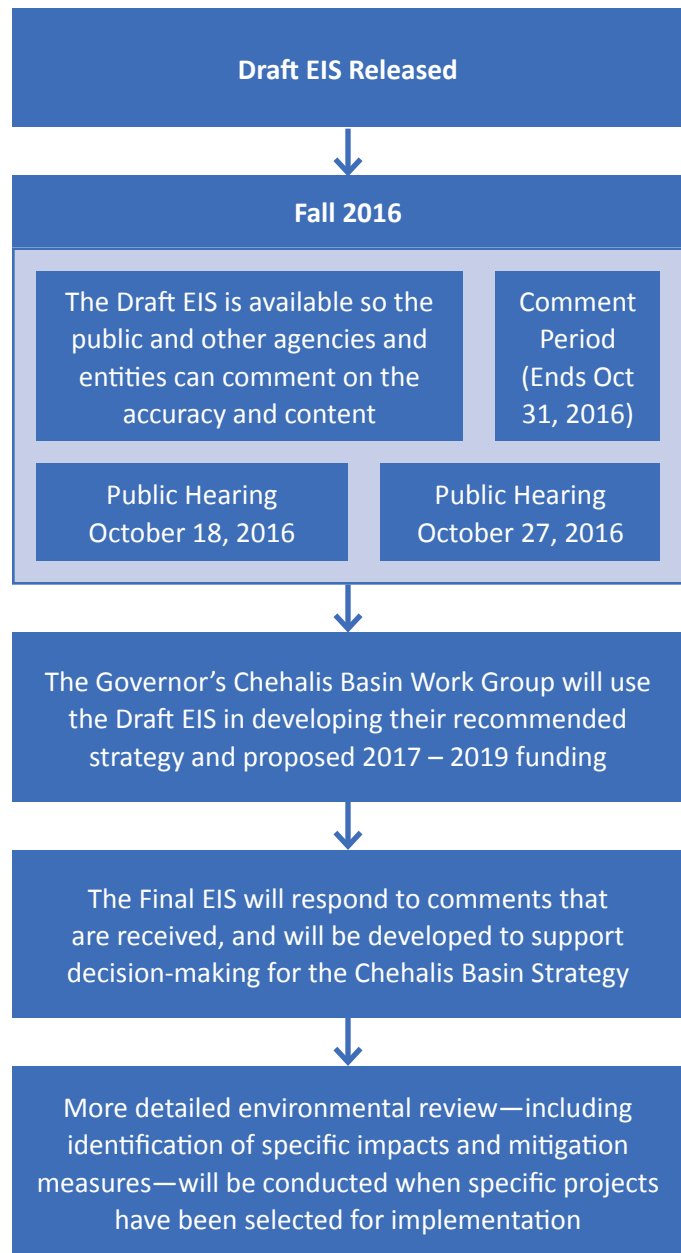 Draft EIS Released
Fall 2016
The Draft EIS is available so the
public and other agencies and
entities can comment on the
accuracy and content
Comment
Period
(Ends Oct
31, 2016)
Public Hearing
October 18, 2016
Public Hearing
October 27, 2016
The Governor’s Chehalis Basin Work Group will use
the Draft EIS in developing their recommended
strategy and proposed 2017 – 2019 funding
The Final EIS will respond to comments that
are received, and will be developed to support
decision-making for the Chehalis Basin Strategy
More detailed environmental review—including
identification of specific impacts and mitigation
measures—will be conducted when specific projects
have been selected for implementation